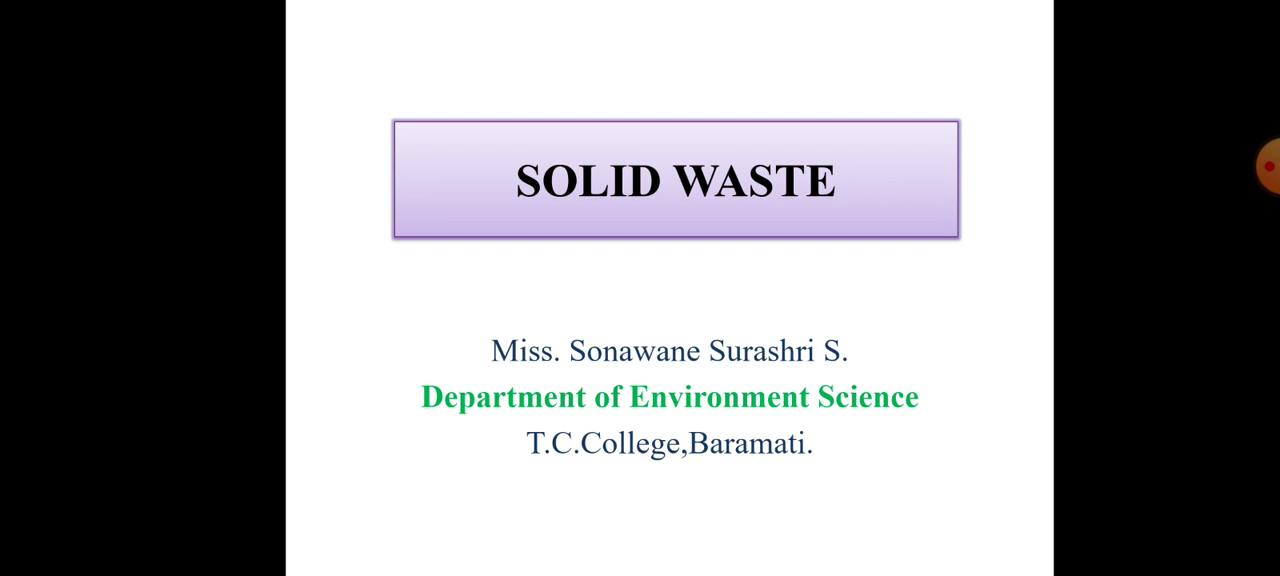 SOLID WASTE
Miss. Sonawane Surashri S.
Department of Environment Science
T.C.College,Baramati.